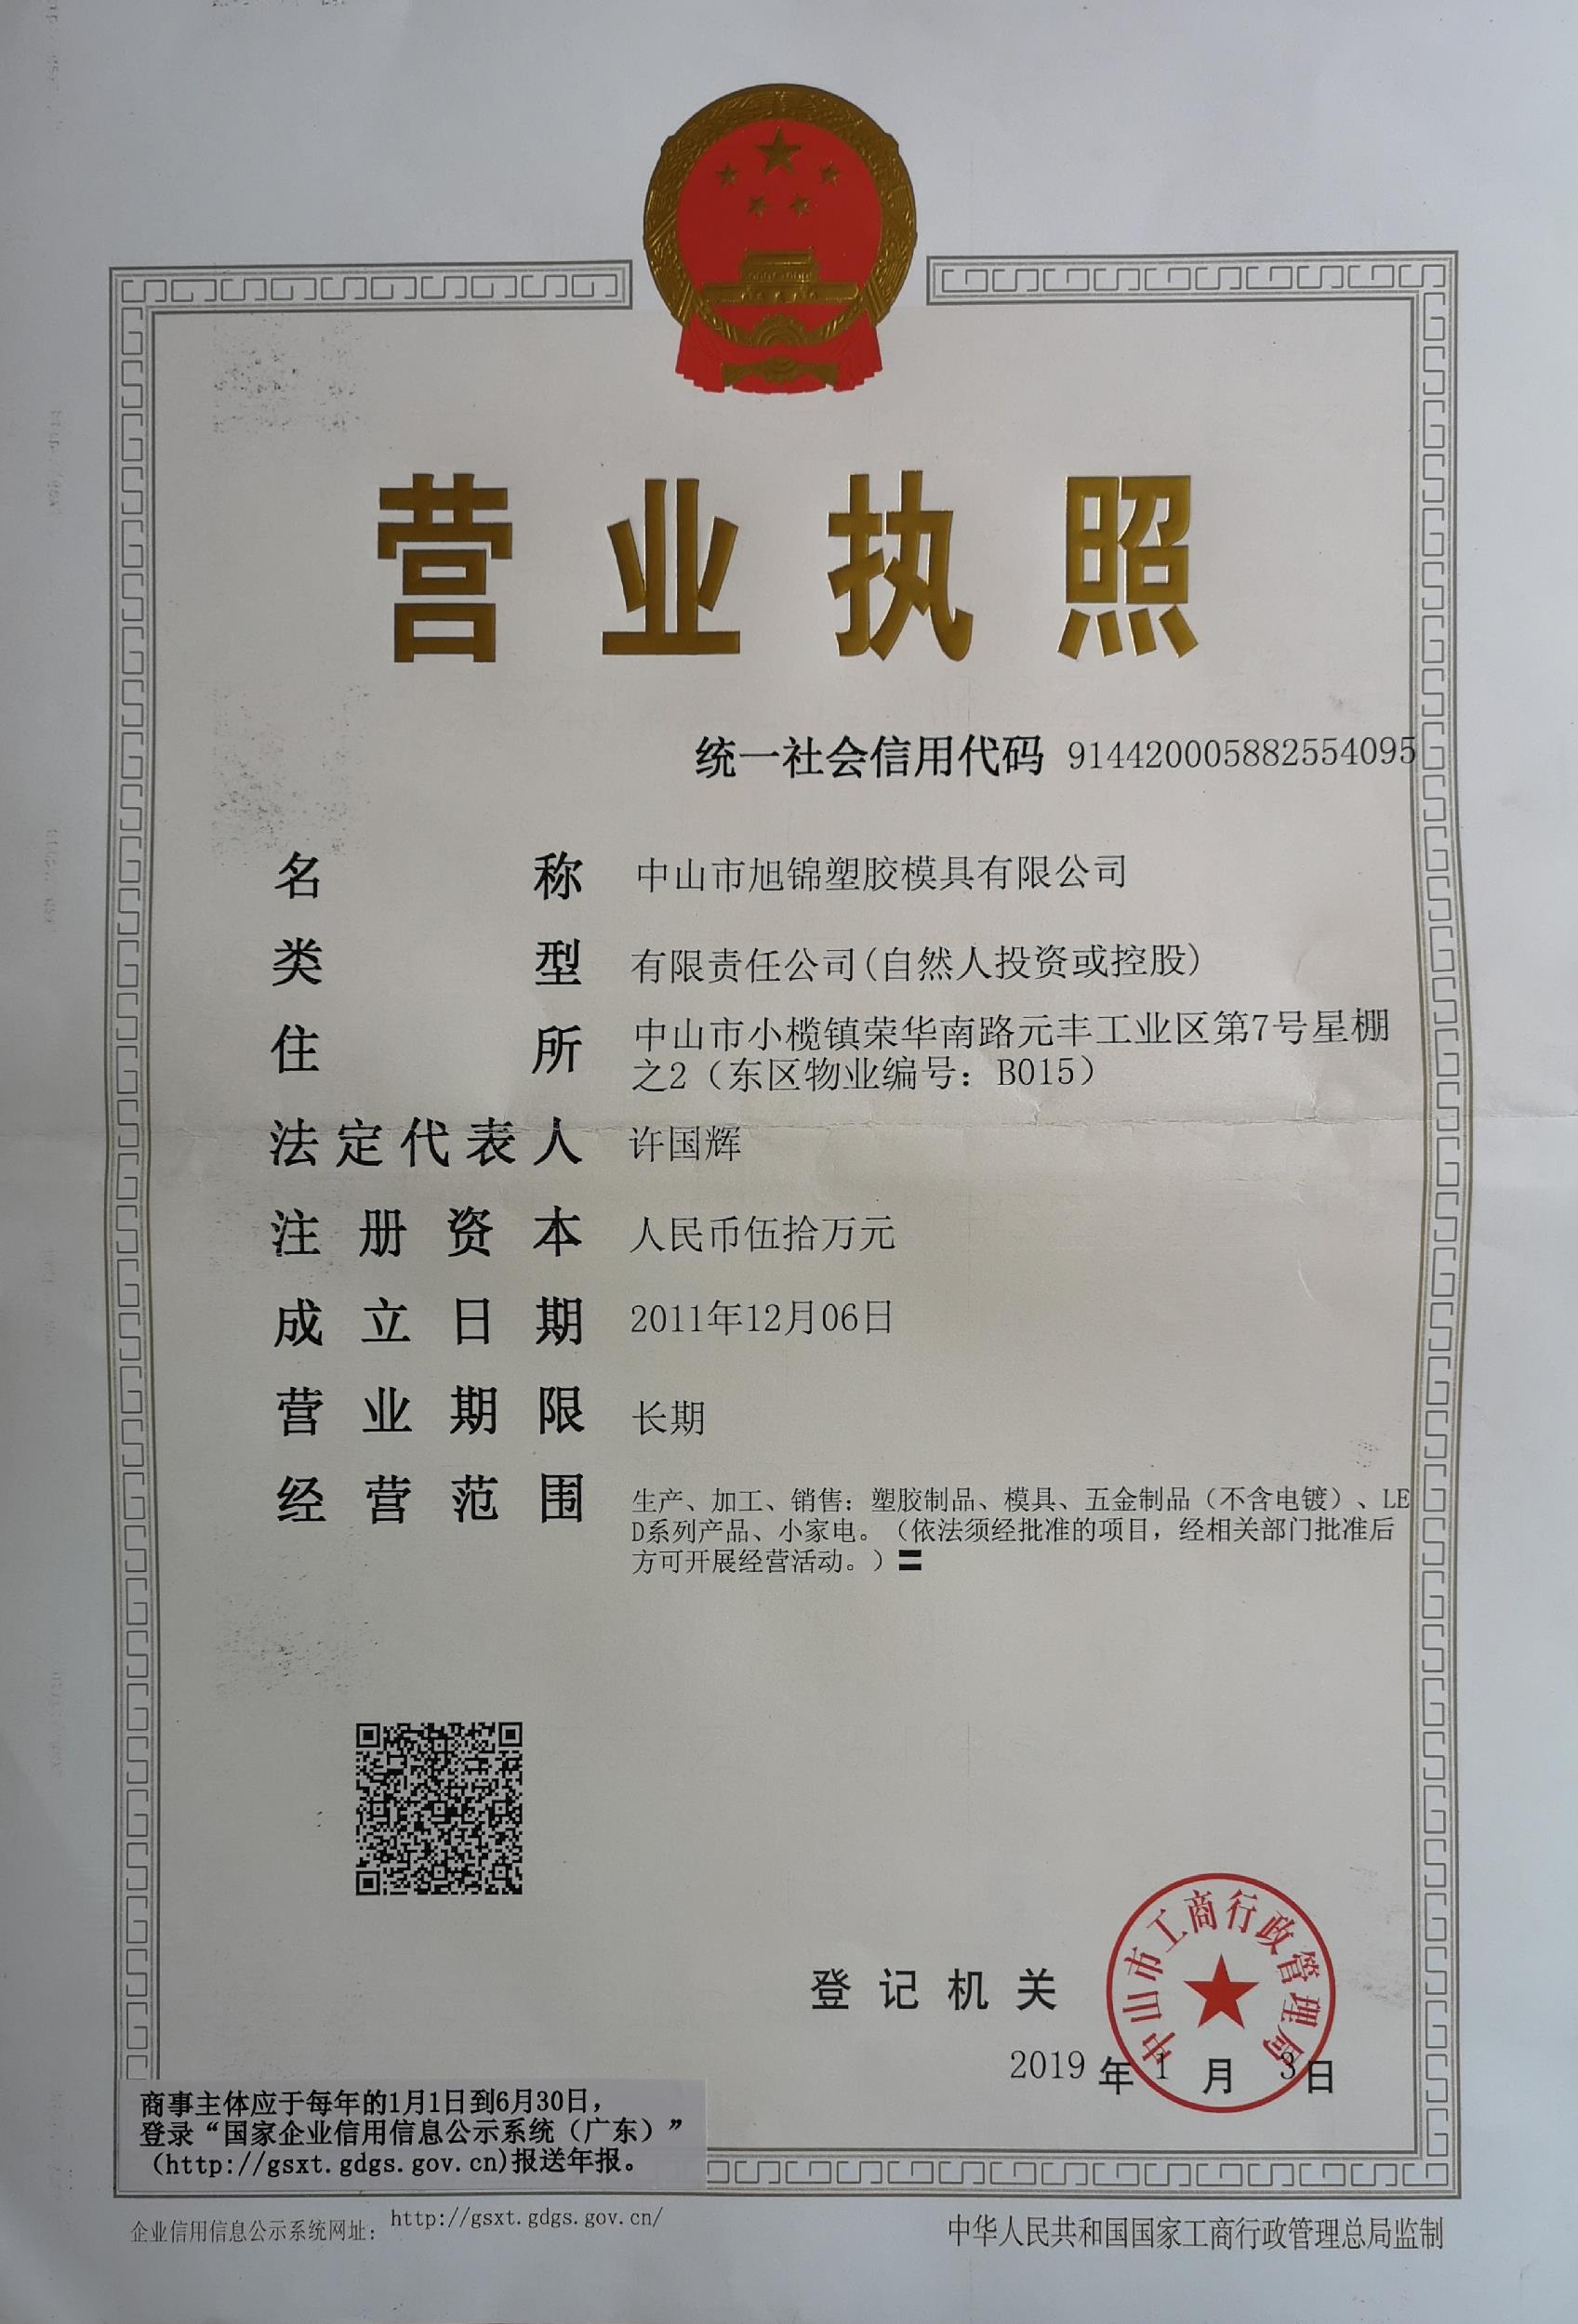 营业执照
统一社会信用代码 914420005882554095
名称 中山市旭锦塑胶模具有限公司
类型 有限责任公司(自然人投资或控股)
住所 中山市小榄镇荣华南路元丰工业区第7号星棚
之2（东区物业编号：B015）
法定代表人 许国辉
注册资本 人民币伍拾万元
成立日期 2011年12月06日
营业期限 长期
经营范围 生产、加工、销售：塑胶制品、模具、五金制品（不含电镀）、LE
D系列产品、小家电。（依法须经批准的项目，经相关部门批准后
方可开展经营活动。）〓
中山市工商行政管理局
登记机关
2019年1月3日
商事主体应于每年的1月1日到6月30日，
登录“国家企业信用信息公示系统（广东）”
(http://gsxt.gdgs.gov.cn)报送年报。
企业信用信息公示系统网址： http://gsxt.gdgs.gov.cn/
中华人民共和国国家工商行政管理总局监制